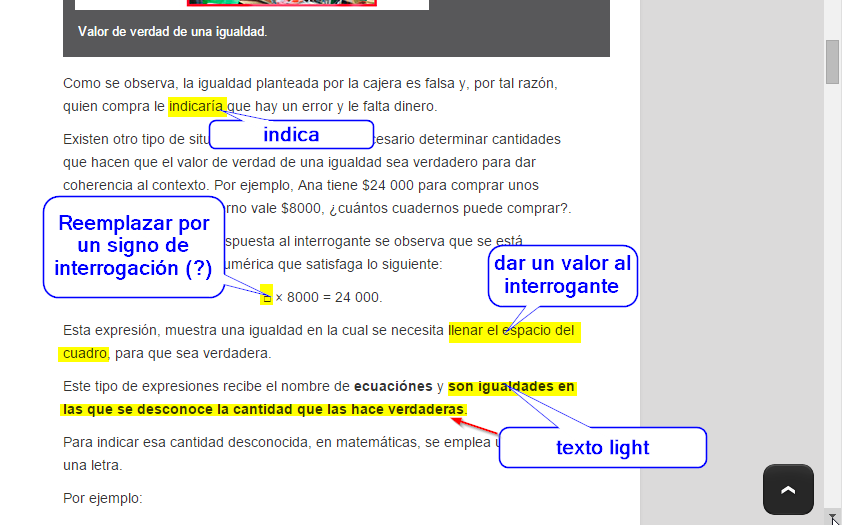 Valor de verdad de una igualdad.
Como se observa, la igualdad planteada por la cajera es falsa y, por tal razón,
quien compra le indicaría que hay un error y le falta dinero.
indica
Existen otro tipo de
que hacen que el valor de verdad de una igualdad sea verdadero para dar
coherencia al contexto. Por ejemplo, Ana tiene $24 000 para comprar unos
vale $8000, ¿cuántos cuadernos puede comprar?.
Reemplazar por
un signo de
interrogación (?)
al interrogante se observa que se está
que satisfaga lo siguiente:
dar un valor al
interrogante
□ × 8000 = 24 000.
Esta expresión, muestra una igualdad en la cual se necesita llenar el espacio del
cuadro, para que sea verdadera.
Este tipo de expresiones recibe el nombre de ecuaciónes y son igualdades en
las que se desconoce la cantidad que las hace verdaderas.
texto light
Para indicar esa cantidad desconocida, en matemáticas, se emplea
una letra.
Por ejemplo: